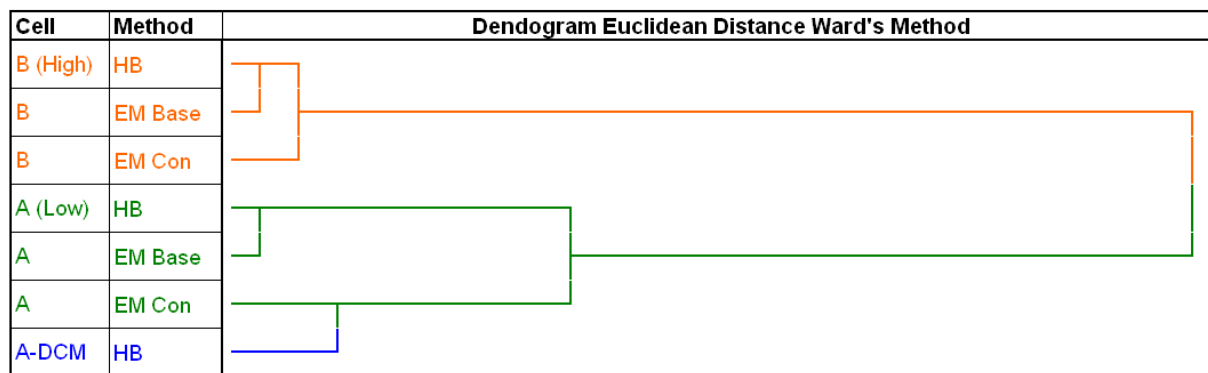 Cell Method Dendogram Euclidean Distance Ward's Method
B (High) HB
B EM Base
B EM Con
A (Low) HB
A EM Base
A EM Con
A-DCM HB